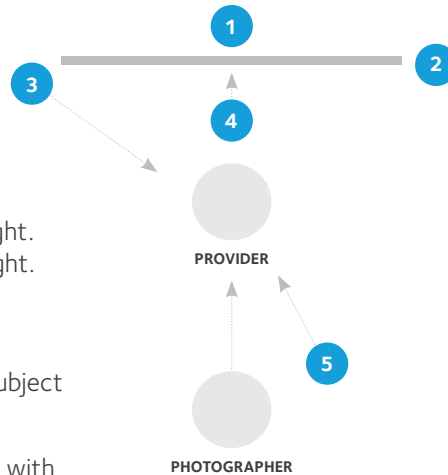 1
2
3
4
ght.
ght.
PROVIDER
5
ubject
with
PHOTOGRAPHER